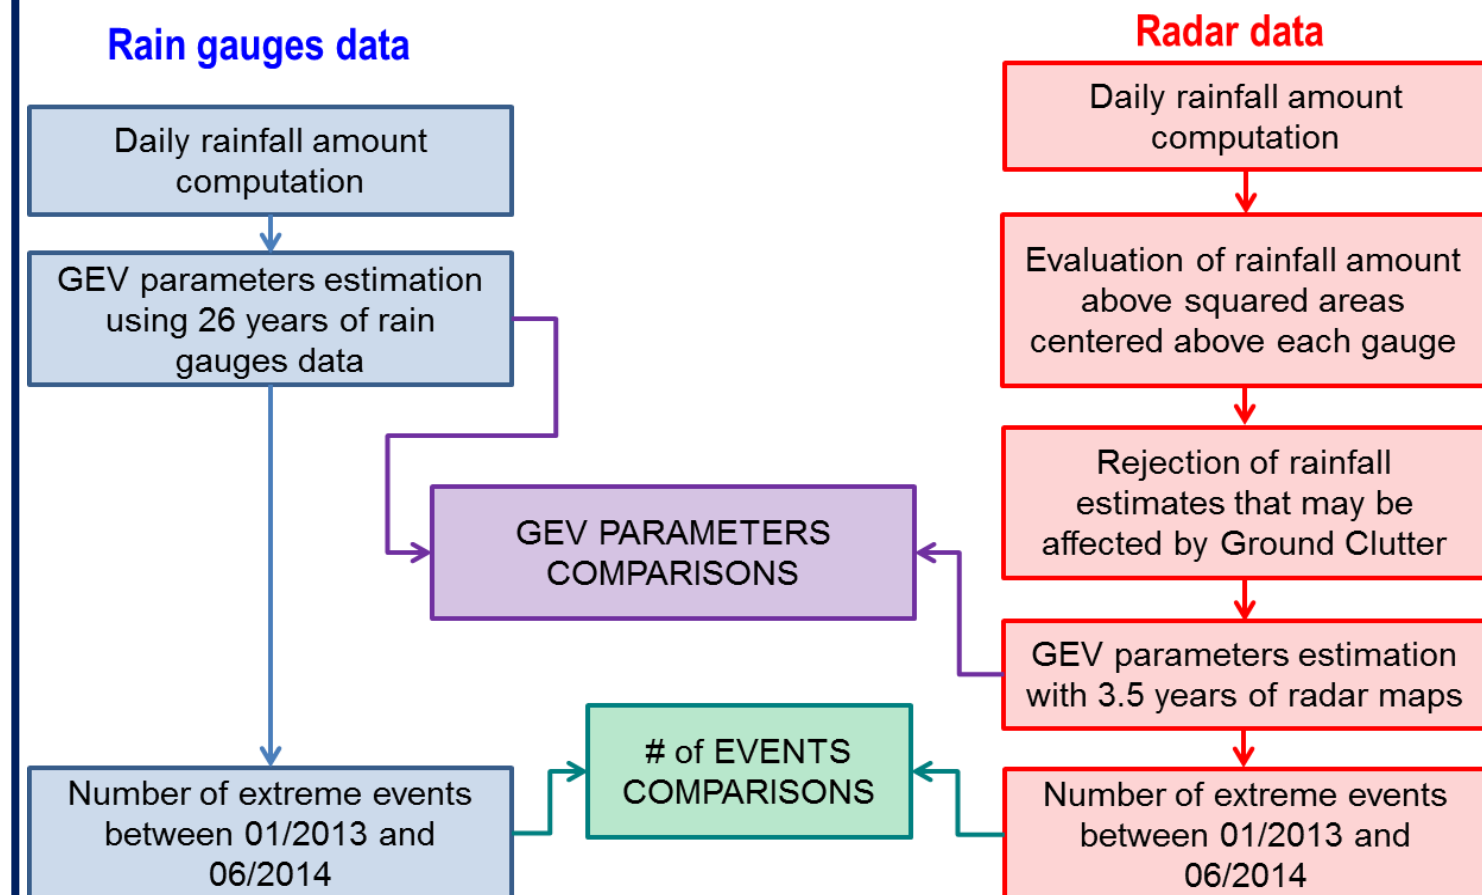 Rain gauges data
Daily rainfall amount
computation
GEV parameters estimation
using 26 years of rain
gauges data
Number of extreme events
between 01/2013 and
06/2014
GEV PARAMETERS
COMPARISONS
# of EVENTS
COMPARISONS
Radar data
Daily rainfall amount
computation
Evaluation of rainfall amount
above squared areas
centered above each gauge
Rejection of rainfall
estimates that may be
affected by Ground Clutter
GEV parameters estimation
with 3.5 years of radar maps
Number of extreme events
between 01/2013 and
06/2014